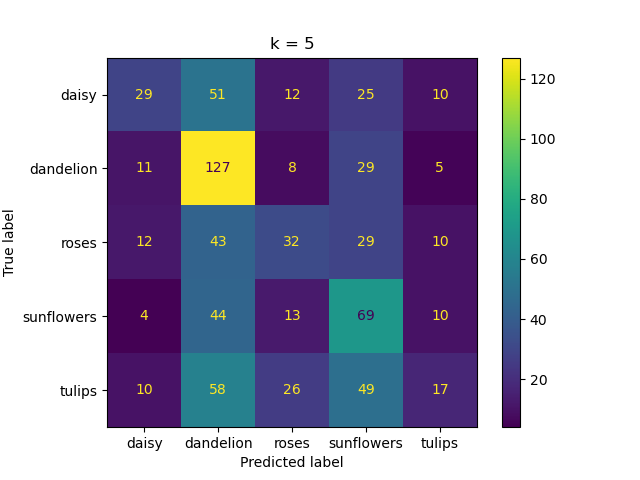 k = 5
daisy 29 51 12 25 10
dandelion 11 127 8 29 5
roses 12 43 32 29 10
sunflowers 4 44 13 69 10
tulips 10 58 26 49 17
daisy dandelion roses sunflowers tulips
Predicted label
True label
120
100
80
60
40
20